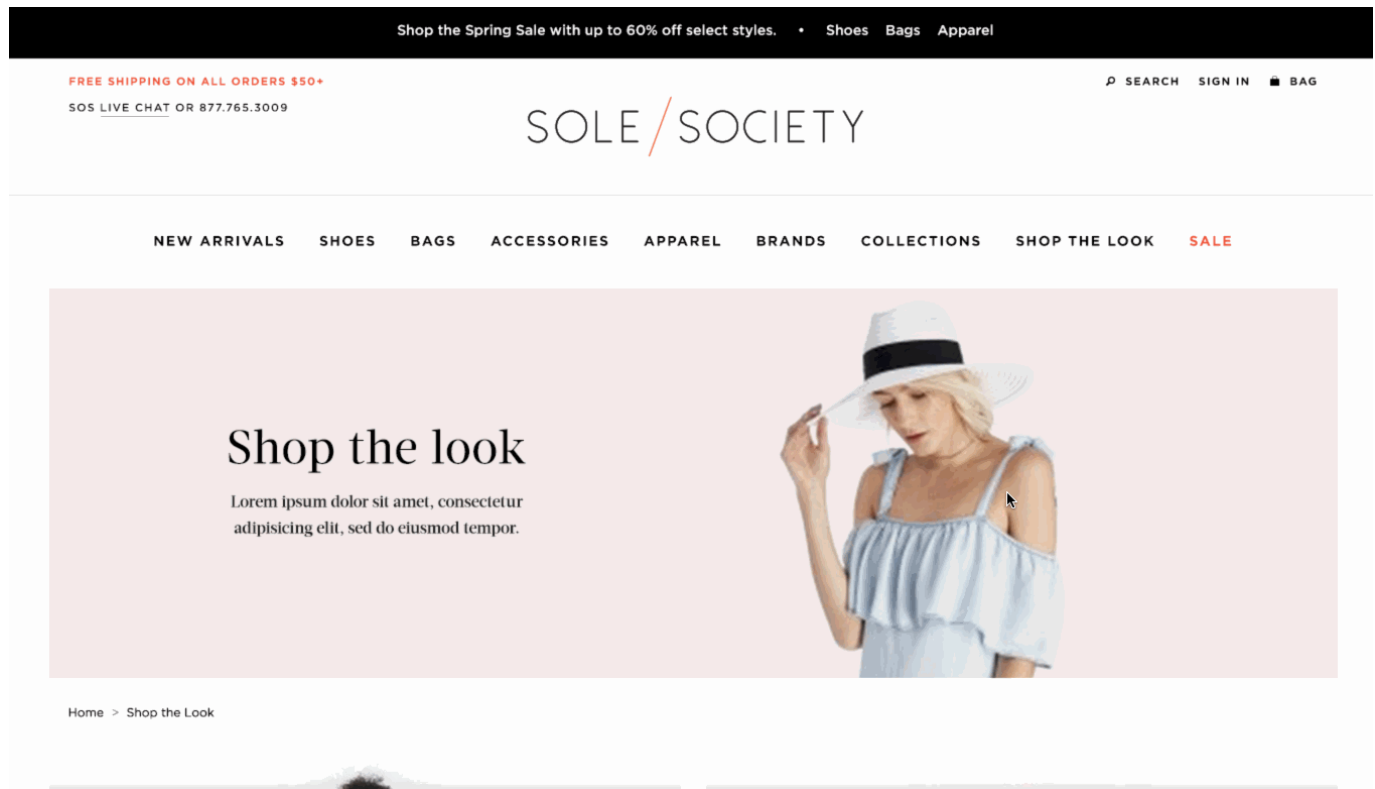 Shop the Spring Sale with up to 60% off select styles. • Shoes Bags Apparel
FREE SHIPPING ON ALL ORDERS $50+
SEARCH SIGN IN BAG
SOS LIVE CHAT OR 877.765.3009
SOLE/SOCIETY
NEW ARRIVALS SHOES BAGS ACCESSORIES APPAREL BRANDS COLLECTIONS SHOP THE LOOK SALE
Shop the look
Lorem ipsum dolor sit amet, consectetur
adipisicing elit, sed do eiusmod tempor.
Home > Shop the Look